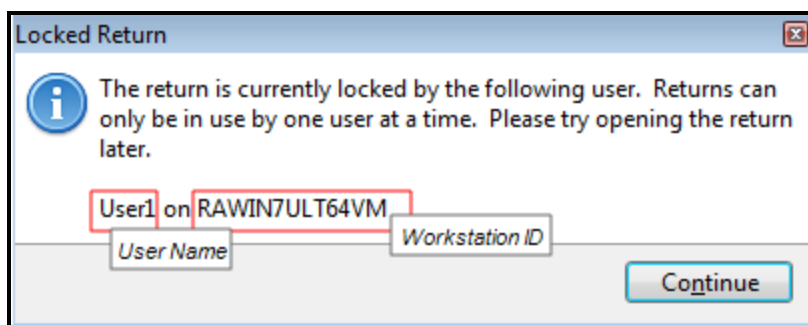 Locked Return
The return is currently locked by the following user. Returns can
only be in use by one user at a time. Please try opening the return
later.
User1 on RAWIN7ULT64VM
User Name
Workstation ID
Continue